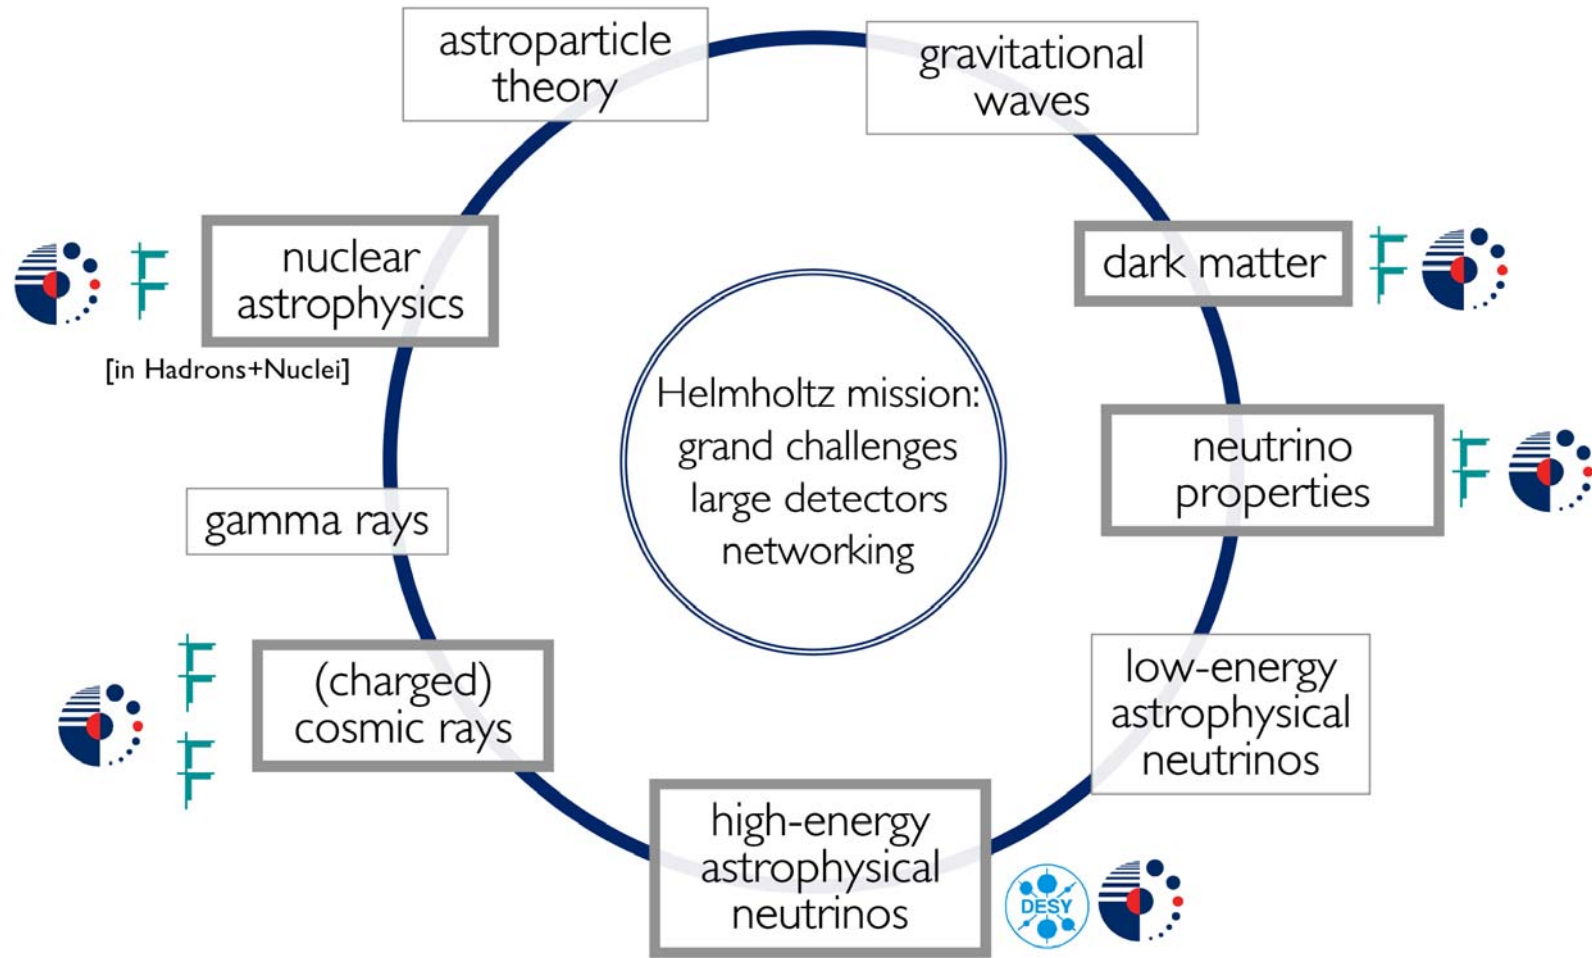 astroparticle
theory
gravitational
waves
nuclear
astrophysics
[in Hadrons+Nuclei]
dark matter
Helmholtz mission:
grand challenges
large detectors
networking
neutrino
properties
gamma rays
(charged)
cosmic rays
low-energy
astrophysical
neutrinos
high-energy
astrophysical
neutrinos
DESY